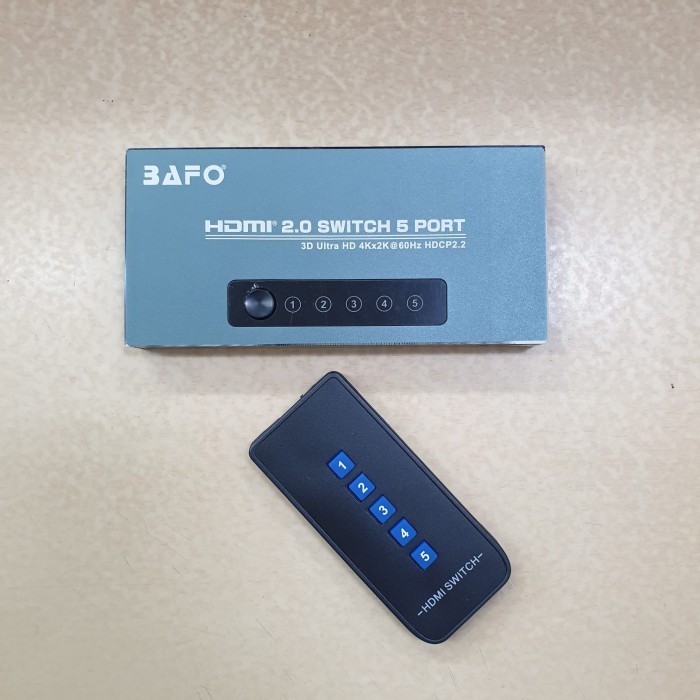 BAFO®
HDMI® 2.0 SWITCH 5 PORT
3D Ultra HD 4Kx2K@60Hz HDCP2.2
1 2 3 4 5
1
2
3
4
5
-HDMI SWITCH-